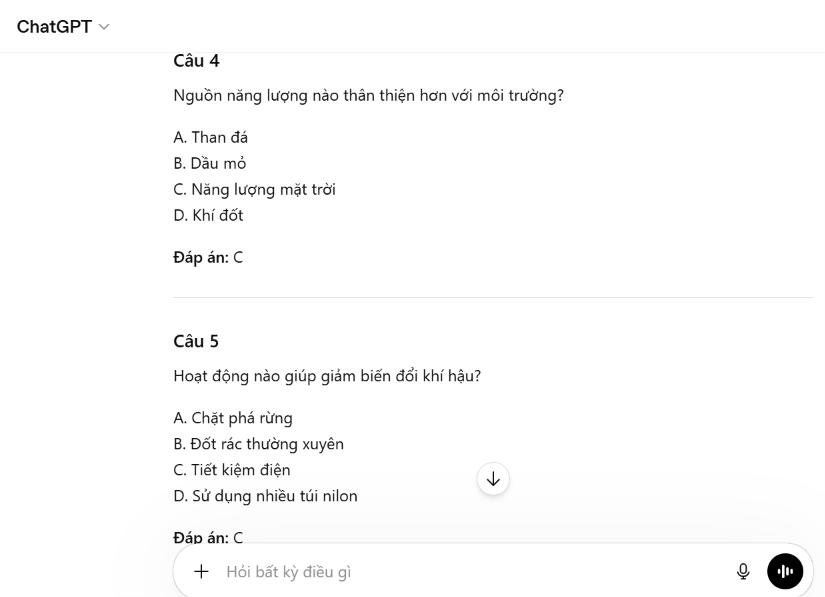 ChatGPT
Câu 4
Nguồn năng lượng nào thân thiện hơn với môi trường?
A. Than đá
B. Dầu mỏ
C. Năng lượng mặt trời
D. Khí đốt
Đáp án: C
Câu 5
Hoạt động nào giúp giảm biến đổi khí hậu?
A. Chặt phá rừng
B. Đốt rác thường xuyên
C. Tiết kiệm điện
D. Sử dụng nhiều túi nilon
Đáp án: C
Hỏi bất kỳ điều gì